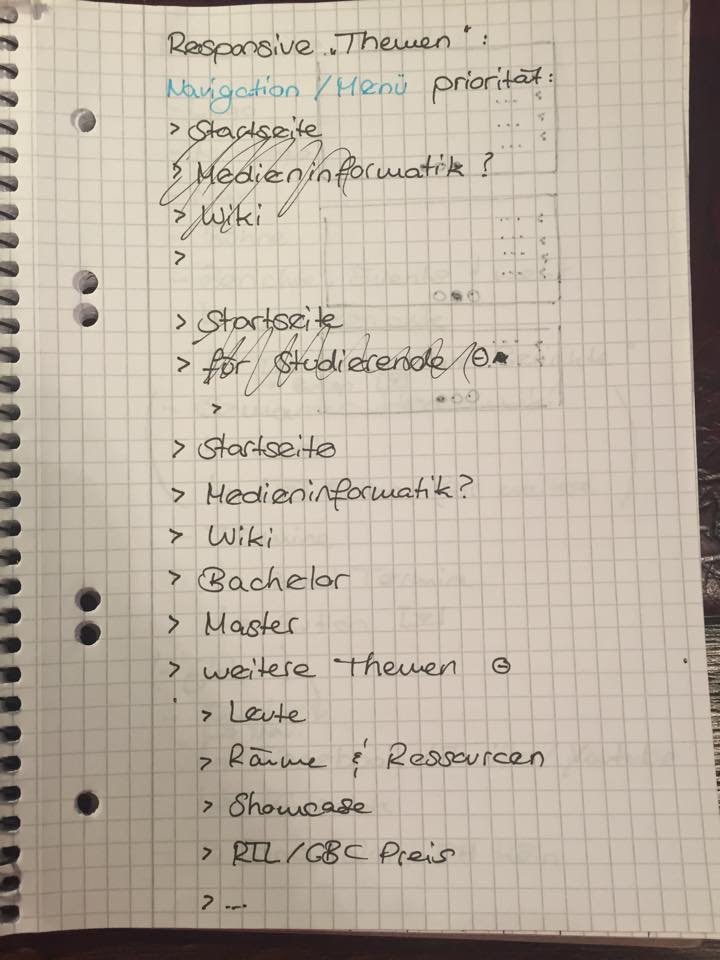 Responsive „Themen":
Navigation / Menü priorität:
> Startseite
> Medieninformatik ?
> Wiki
>
> Startseite
> für Studierende
>
> Startseite
> Medieninformatik?
> Wiki
> Bachelor
> Master
> weitere Themen ⊖
> Leute
> Räume & Ressourcen
> Showcase
> RTL/GBC Preis
> ...